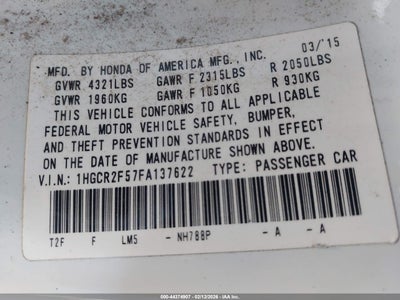 MFD. BY HONDA OF AMERICA MFG., INC. 03/'15
GVWR 4321LBS GAWR F 2315LBS R 2050LBS
GVWR 1960KG GAWR F 1050KG R 930KG
THIS VEHICLE CONFORMS TO ALL APPLICABLE
FEDERAL MOTOR VEHICLE SAFETY, BUMPER,
AND THEFT PREVENTION STANDARDS IN EFFECT
ON THE DATE OF MANUFACTURE SHOWN ABOVE.
V.I.N.: 1HGCR2F57FA137622 TYPE: PASSENGER CAR
T2F F LM5 - NH788P - A - A
500-44374907 - 02/12/2026 - IAA Inc.